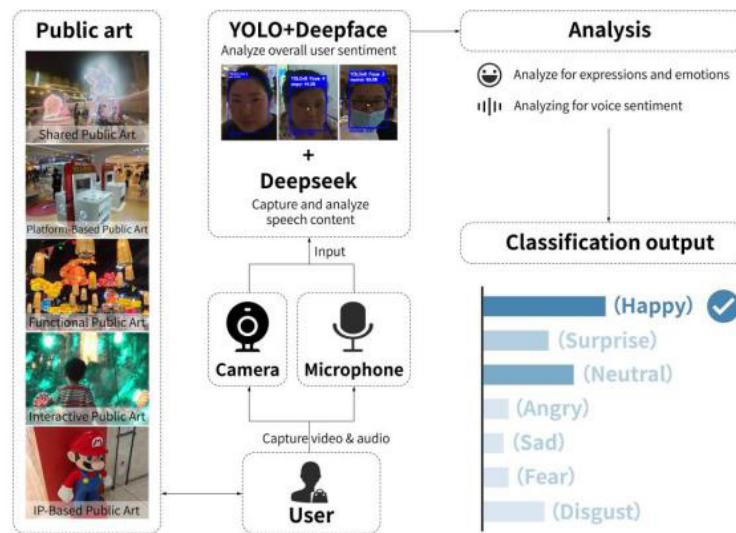 Public art
Shared Public Art
Platform-Based Public Art
Functional Public Art
Interactive Public Art
IP-Based Public Art
YOLO+Deepface
Analyze overall user sentiment
+
Deepseek
Capture and analyze
speech content
Input
Camera
Microphone
Capture video & audio
User
Analysis
Analyze for expressions and emotions
Analyzing for voice sentiment
Classification output
(Happy)
(Surprise)
(Neutral)
(Angry)
(Sad)
(Fear)
(Disgust)